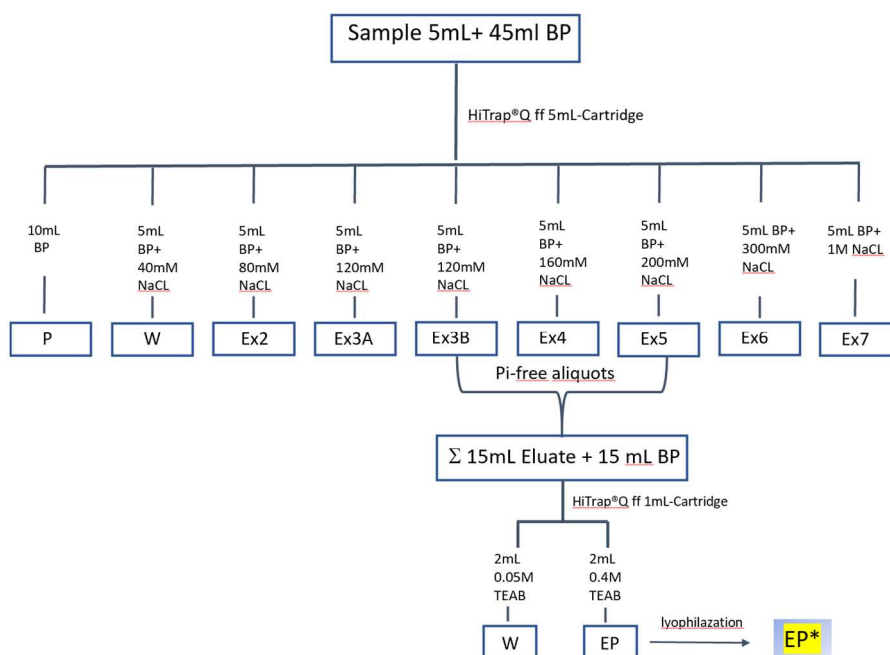 Sample 5mL+ 45ml BP
HiTrap®Q ff 5mL-Cartridge
10mL
BP
5mL
BP+
40mM
NaCL
5mL
BP+
80mM
NaCL
5mL
BP+
120mM
NaCL
5mL
BP+
120mM
NaCL
5mL
BP+
160mM
NaCL
5mL
BP+
200mM
NaCL
5mL BP+
300mM
NaCL
5mL BP+
1M NaCL
P
W
Ex2
Ex3A
Ex3B
Ex4
Ex5
Ex6
Ex7
Pi-free aliquots
Σ 15mL Eluate + 15 mL BP
HiTrap®Q ff 1mL-Cartridge
2mL
0.05M
TEAB
2mL
0.4M
TEAB
W
EP
lyophilazation
EP*